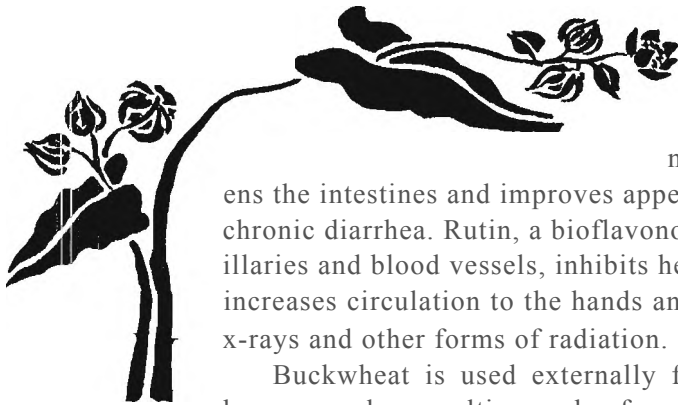 ens the intestines and improves appe
chronic diarrhea. Rutin, a bioflavono
illaries and blood vessels, inhibits he
increases circulation to the hands an
x-rays and other forms of radiation.
Buckwheat is used externally f